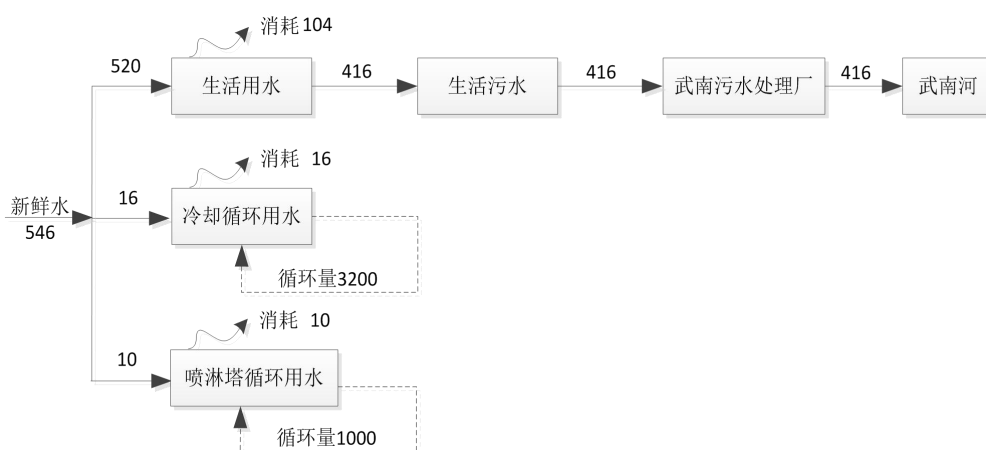 消耗104
520
生活用水
416
生活污水
416
武南污水处理厂
416
武南河
消耗 16
新鲜水
546
16
冷却循环用水
循环量3200
消耗 10
10
喷淋塔循环用水
循环量1000